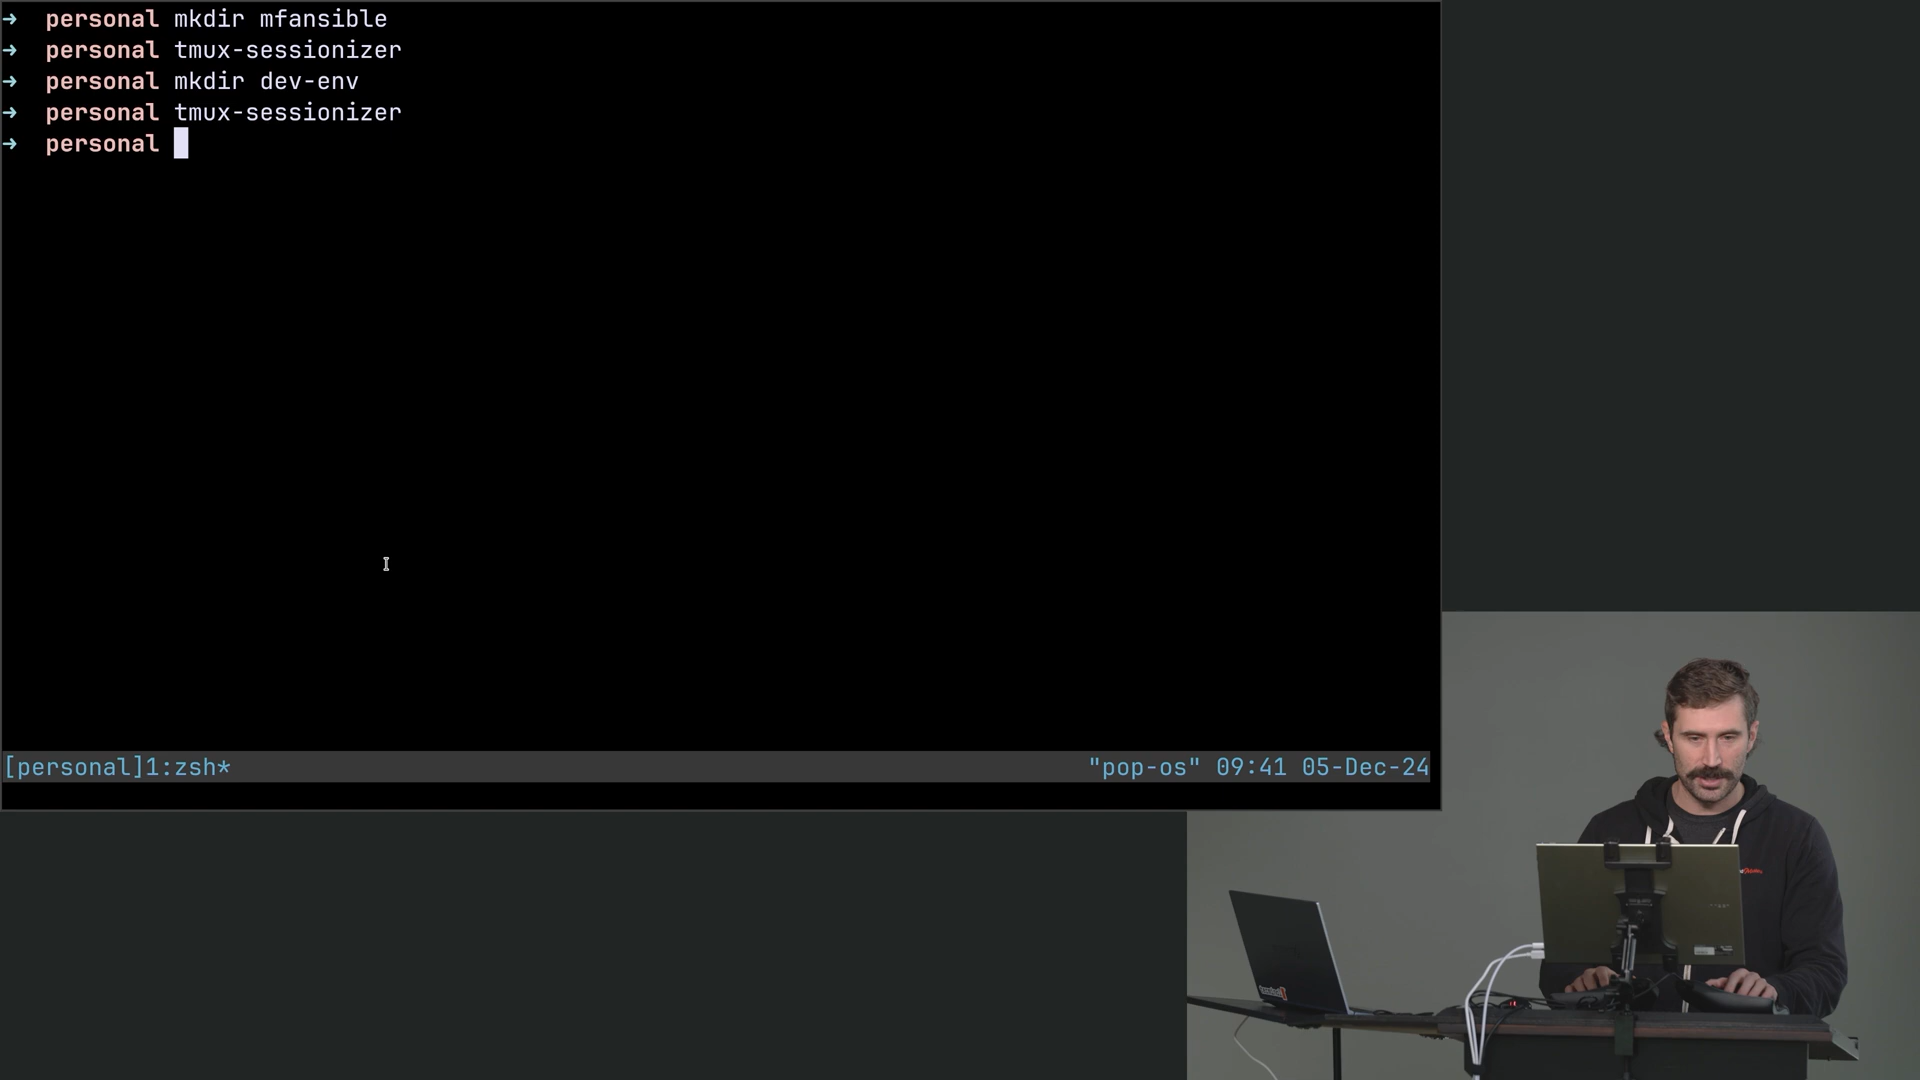 ➜  personal mkdir mfansible
➜  personal tmux-sessionizer
➜  personal mkdir dev-env
➜  personal tmux-sessionizer
➜  personal
[personal]1:zsh*
"pop-os" 09:41 05-Dec-24